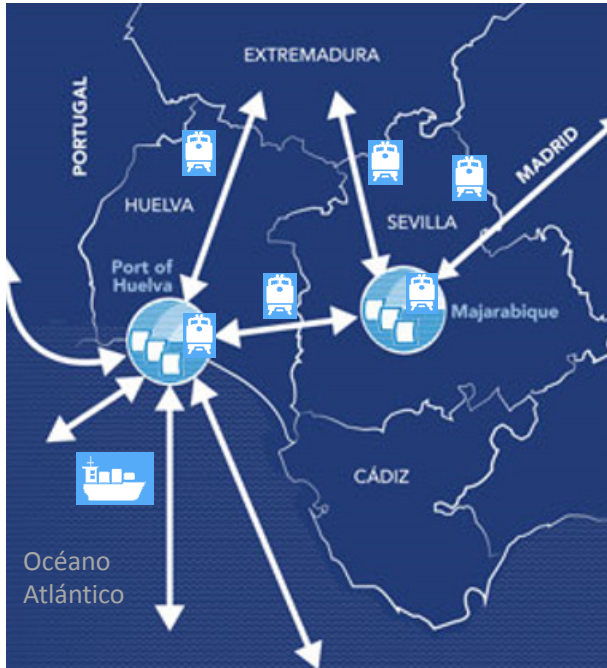 EXTREMADURA
PORTUGAL
MADRID
HUELVA
SEVILLA
Port of
Huelva
Majarabique
CÁDIZ
Océano
Atlántico